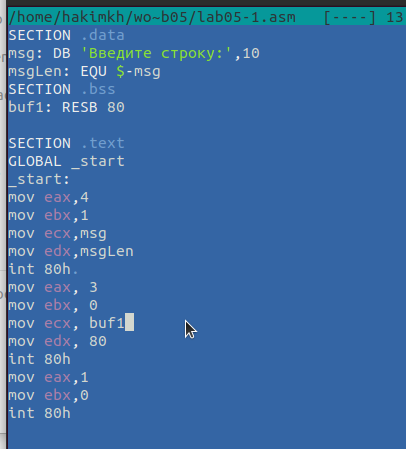 /home/hakimkh/wo~b05/lab05-1.asm [----] 13
SECTION .data
msg: DB 'Введите строку:',10
msgLen: EQU $-msg
SECTION .bss
buf1: RESB 80
SECTION .text
GLOBAL _start
_start:
mov eax,4
mov ebx,1
mov ecx,msg
mov edx,msgLen
int 80h.
mov eax, 3
mov ebx, 0
mov ecx, buf1
mov edx, 80
int 80h
mov eax,1
mov ebx,0
int 80h